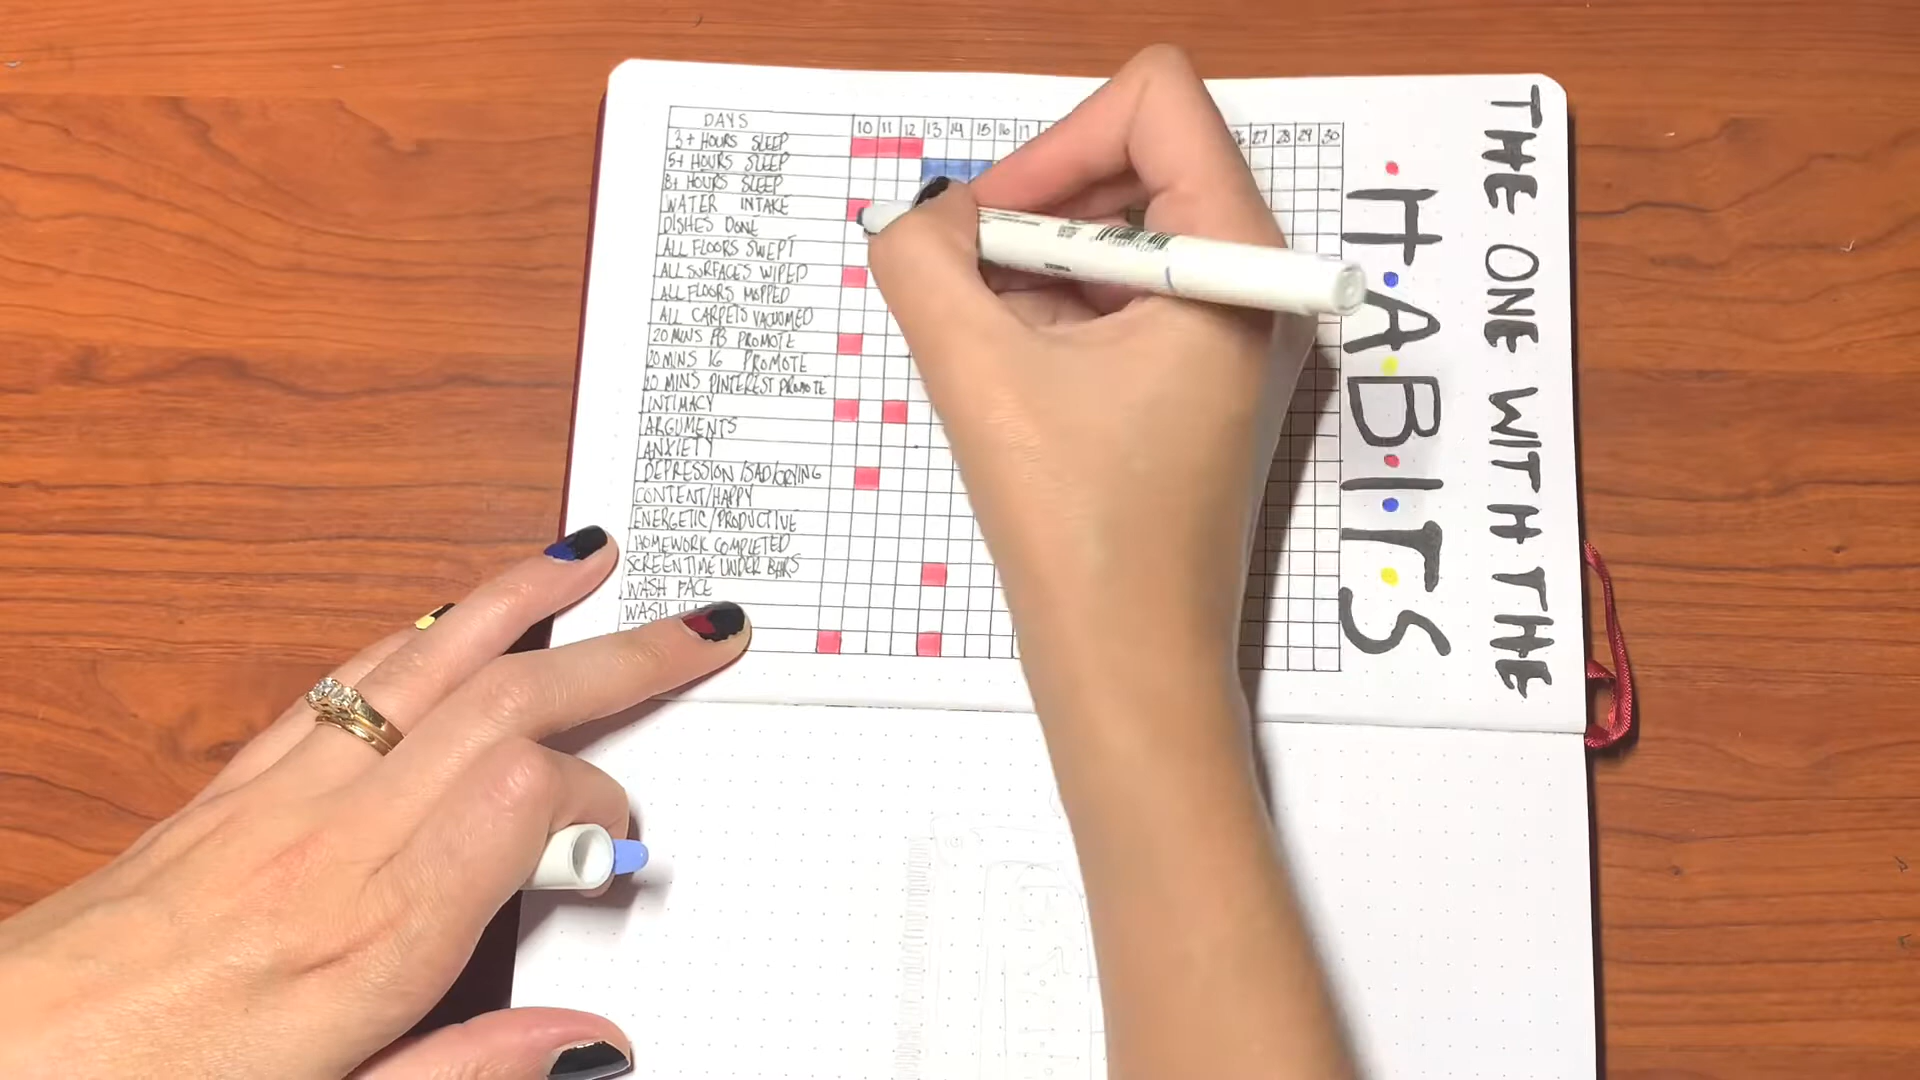 THE ONE WITH THE
H•A•B•I•T•S
DAYS 10 11 12 13 14 15 16 17 27 28 29 30
3+ HOURS SLEEP
5+ HOURS SLEEP
8+ HOURS SLEEP
WATER INTAKE
DISHES DONE
ALL FLOORS SWEPT
ALL SURFACES WIPED
ALL FLOORS MOPPED
ALL CARPETS VACUOMED
20 MINS PB PROMOTE
20 MINS IG PROMOTE
20 MINS PINTEREST PROMOTE
INTIMACY
ARGUMENTS
ANXIETY
DEPRESSION/SAD/CRYING
CONTENT/HAPPY
ENERGETIC/PRODUCTIVE
HOMEWORK COMPLETED
SCREENTIME UNDER 8HRS
WASH FACE
WASH